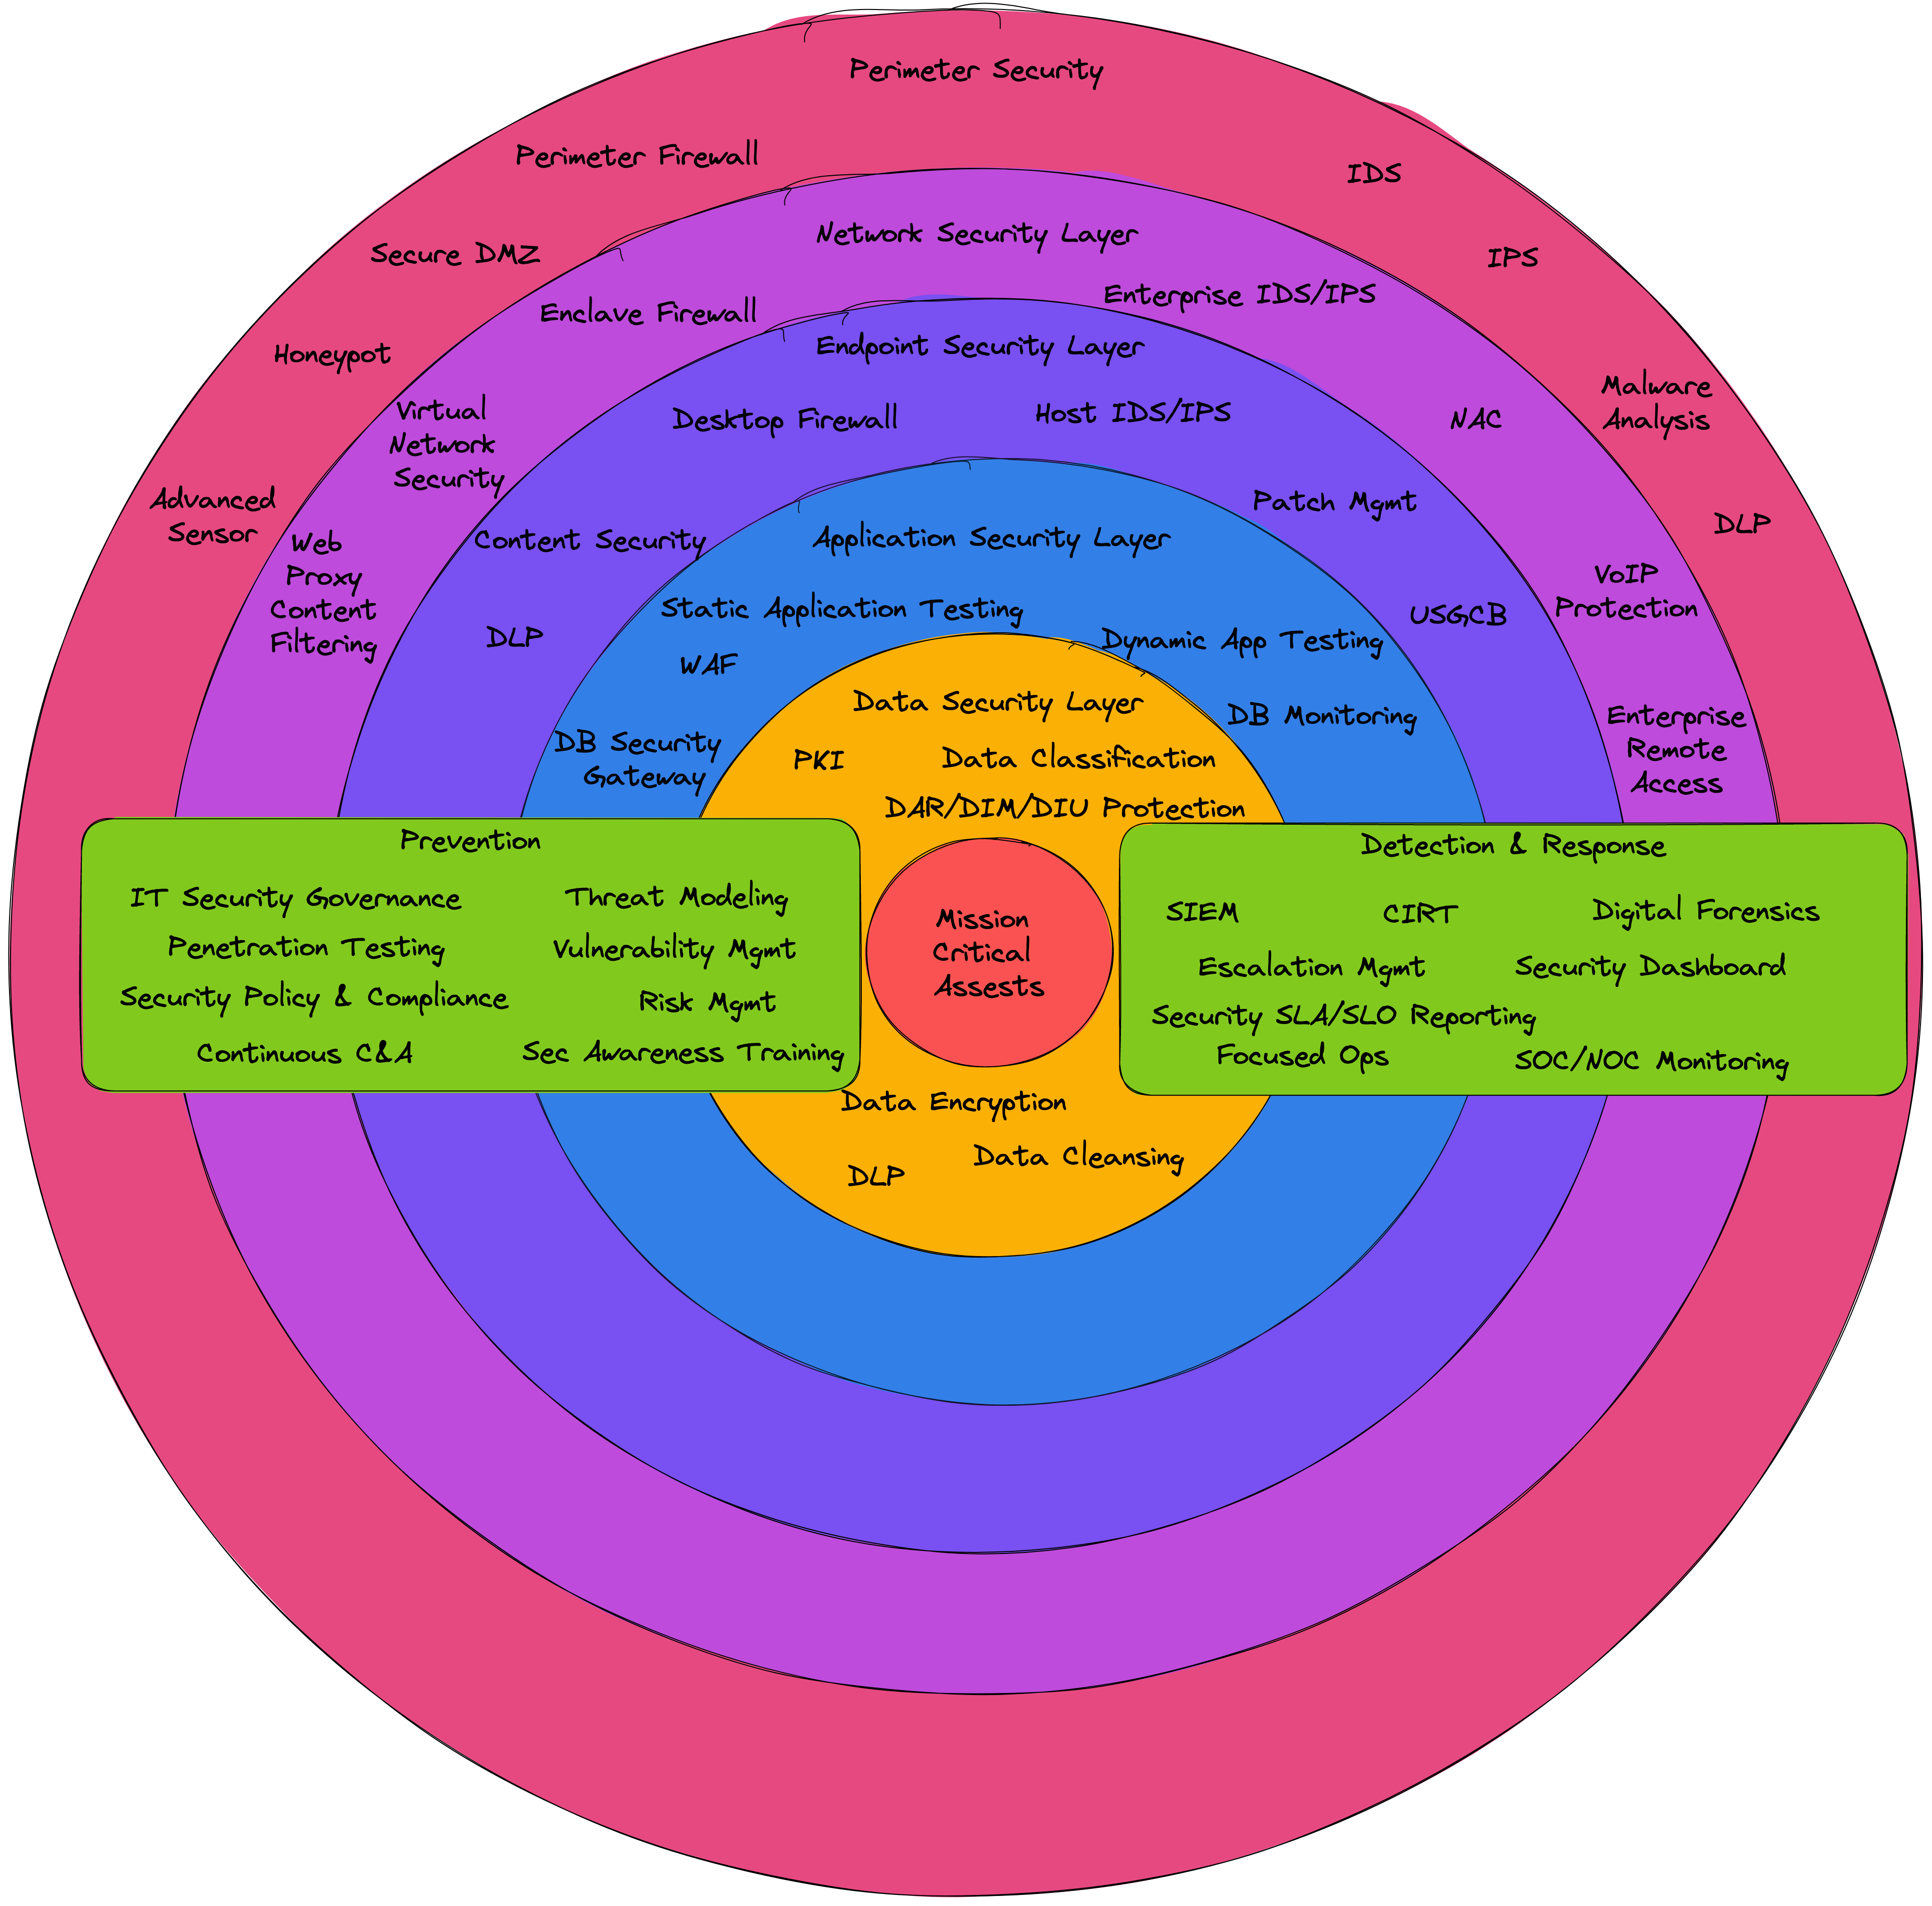 Perimeter Security
Perimeter Firewall
IDS
Secure DMZ
IPS
Honeypot
Malware
Analysis
Advanced
Sensor
DLP
Network Security Layer
Enclave Firewall
Enterprise IDS/IPS
Virtual
Network
Security
NAC
Web
Proxy
Content
Filtering
VoIP
Protection
Enterprise
Remote
Access
Endpoint Security Layer
Desktop Firewall
Host IDS/IPS
Content Security
Patch Mgmt
DLP
USGCB
Application Security Layer
Static Application Testing
Dynamic App Testing
WAF
DB Monitoring
DB Security
Gateway
Data Security Layer
PKI
Data Classification
DAR/DIM/DIU Protection
Mission
Critical
Assests
Data Encryption
Data Cleansing
DLP
Prevention
IT Security Governance
Threat Modeling
Penetration Testing
Vulnerability Mgmt
Security Policy & Compliance
Risk Mgmt
Continuous C&A
Sec Awareness Training
Detection & Response
SIEM
CIRT
Digital Forensics
Escalation Mgmt
Security Dashboard
Security SLA/SLO Reporting
Focused Ops
SOC/NOC Monitoring